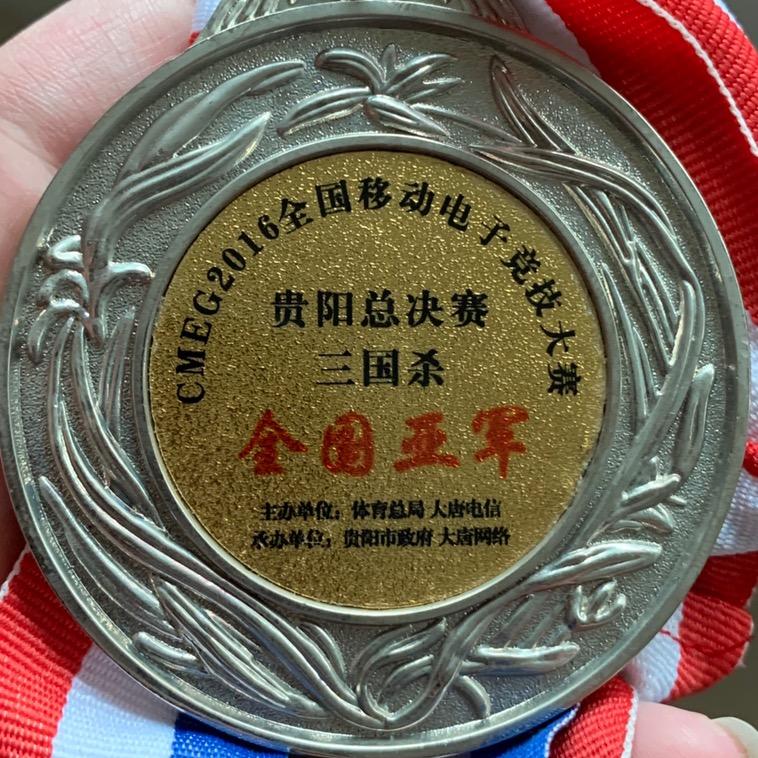 CMEG2016全国移动电子竞技大赛
贵阳总决赛
三国杀
全国亚军
主办单位：体育总局 大唐电信
承办单位：贵阳市政府 大唐网络